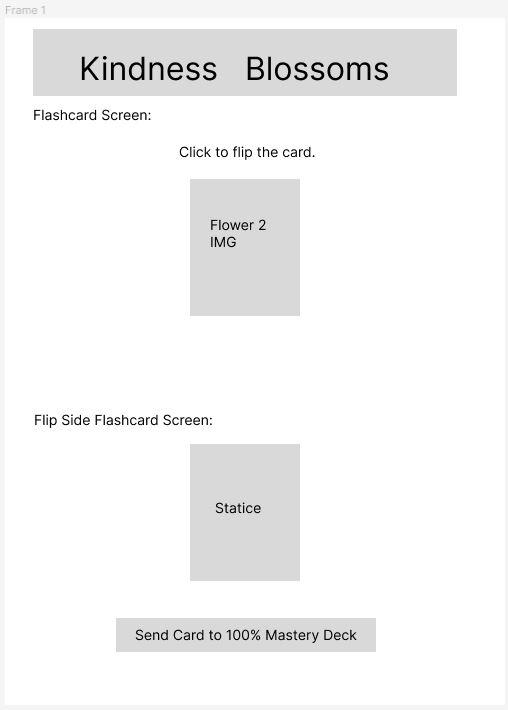 Frame 1
Kindness Blossoms
Flashcard Screen:
Click to flip the card.
Flower 2
IMG
Flip Side Flashcard Screen:
Statice
Send Card to 100% Mastery Deck